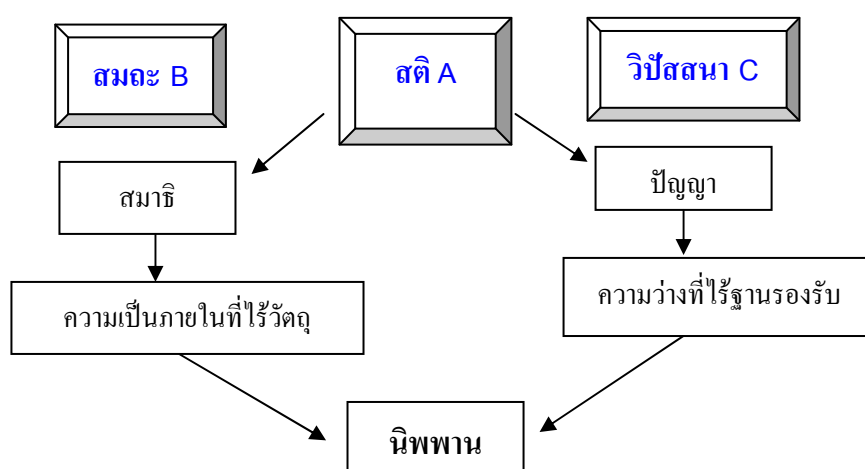 สมถะ B
สติ A
วิปัสสนา C
สมาธิ
ปัญญา
ความเป็นภายในที่ไร้วัตถุ
ความว่างที่ไร้ฐานรองรับ
นิพพาน